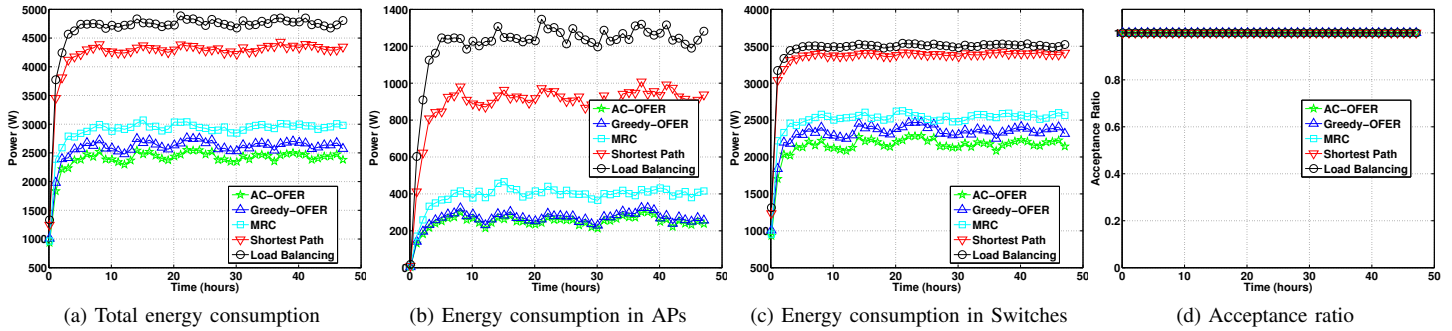 5000
4500
4000
3500
3000
2500
2000
1500
1000
500
Power (W)
0 10 20 30 40 50
Time (hours)
AC−OFER
Greedy−OFER
MRC
Shortest Path
Load Balancing
(a) Total energy consumption
1400
1200
1000
800
600
400
200
0
Power (W)
0 10 20 30 40 50
Time (hours)
AC−OFER
Greedy−OFER
MRC
Shortest Path
Load Balancing
(b) Energy consumption in APs
4000
3500
3000
2500
2000
1500
1000
500
Power (W)
0 10 20 30 40 50
Time (hours)
AC−OFER
Greedy−OFER
MRC
Shortest Path
Load Balancing
(c) Energy consumption in Switches
1
0.8
0.6
0.4
0.2
0
Acceptance Ratio
0 10 20 30 40 50
Time (hours)
AC−OFER
Greedy−OFER
MRC
Shortest Path
Load Balancing
(d) Acceptance ratio